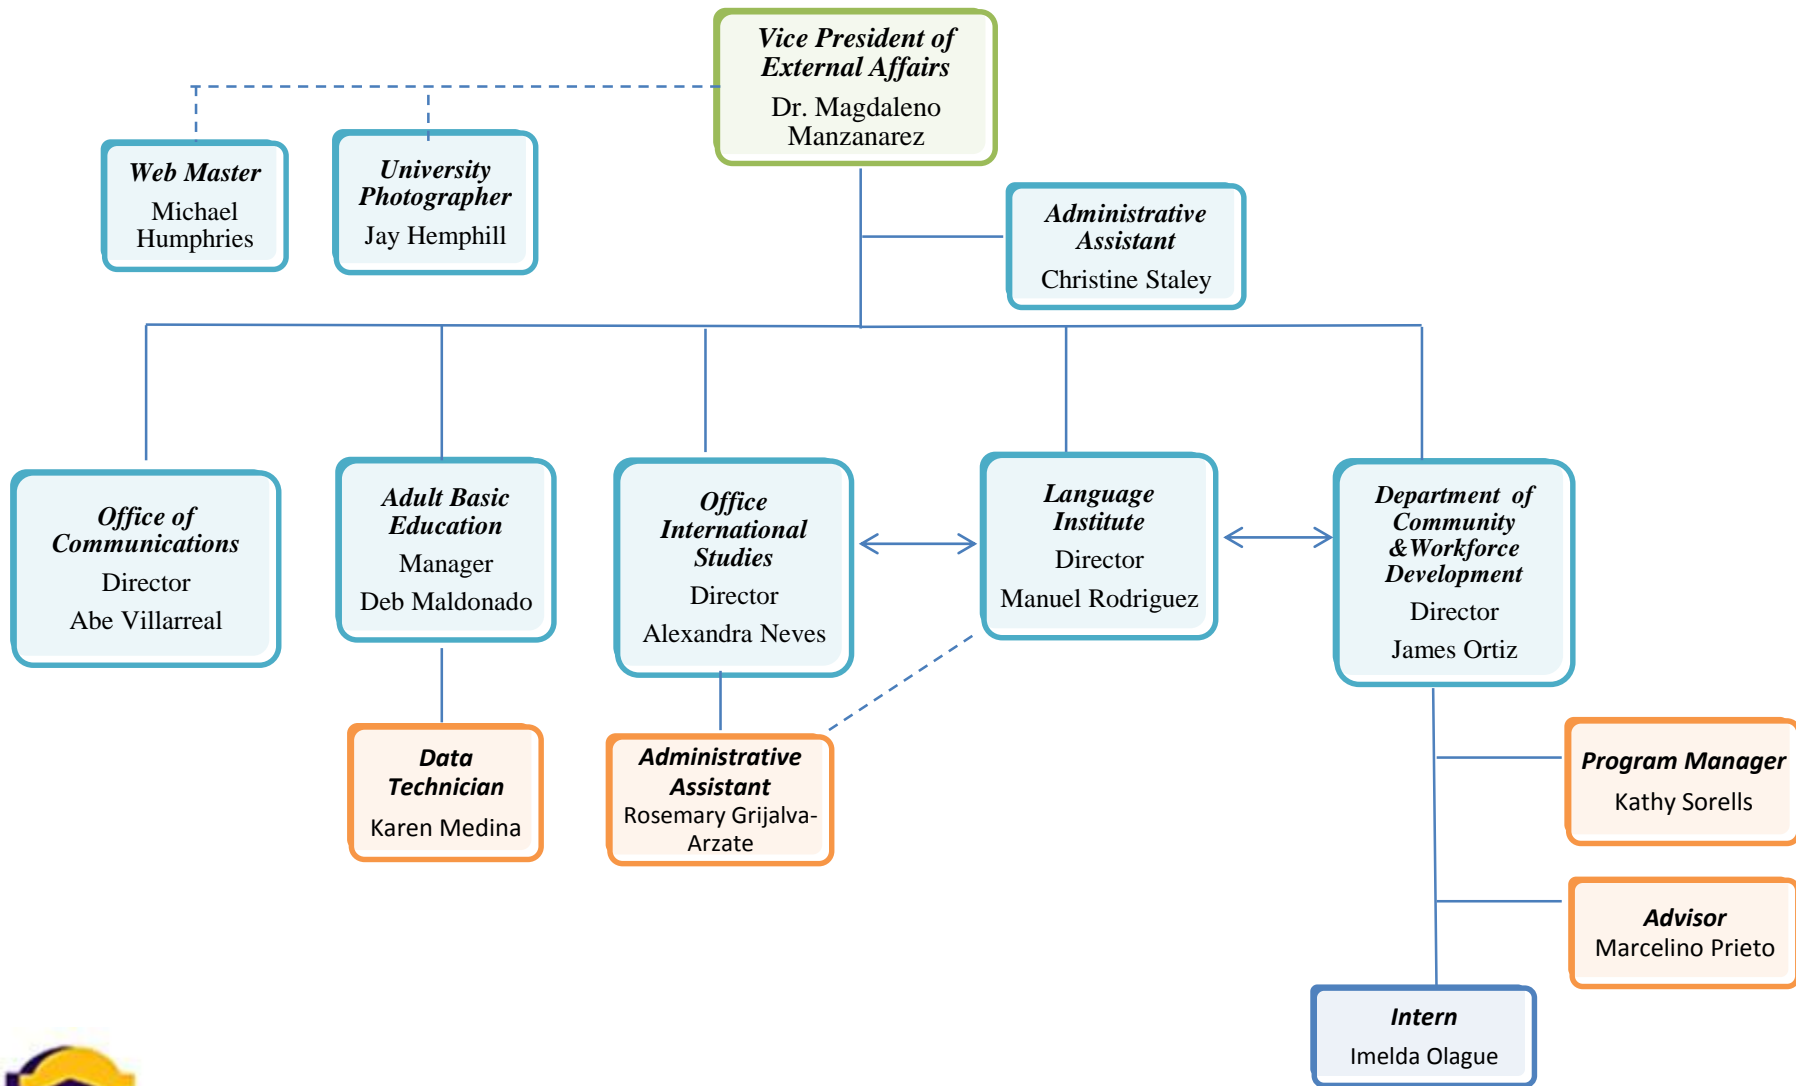 Vice President of
External Affairs
Dr. Magdaleno
Manzanarez
Web Master
Michael
Humphries
University
Photographer
Jay Hemphill
Administrative
Assistant
Christine Staley
Office of
Communications
Director
Abe Villarreal
Adult Basic
Education
Manager
Deb Maldonado
Office
International
Studies
Director
Alexandra Neves
Language
Institute
Director
Manuel Rodriguez
Department of
Community
&Workforce
Development
Director
James Ortiz
Data
Technician
Karen Medina
Administrative
Assistant
Rosemary Grijalva-
Arzate
Program Manager
Kathy Sorells
Advisor
Marcelino Prieto
Intern
Imelda Olague